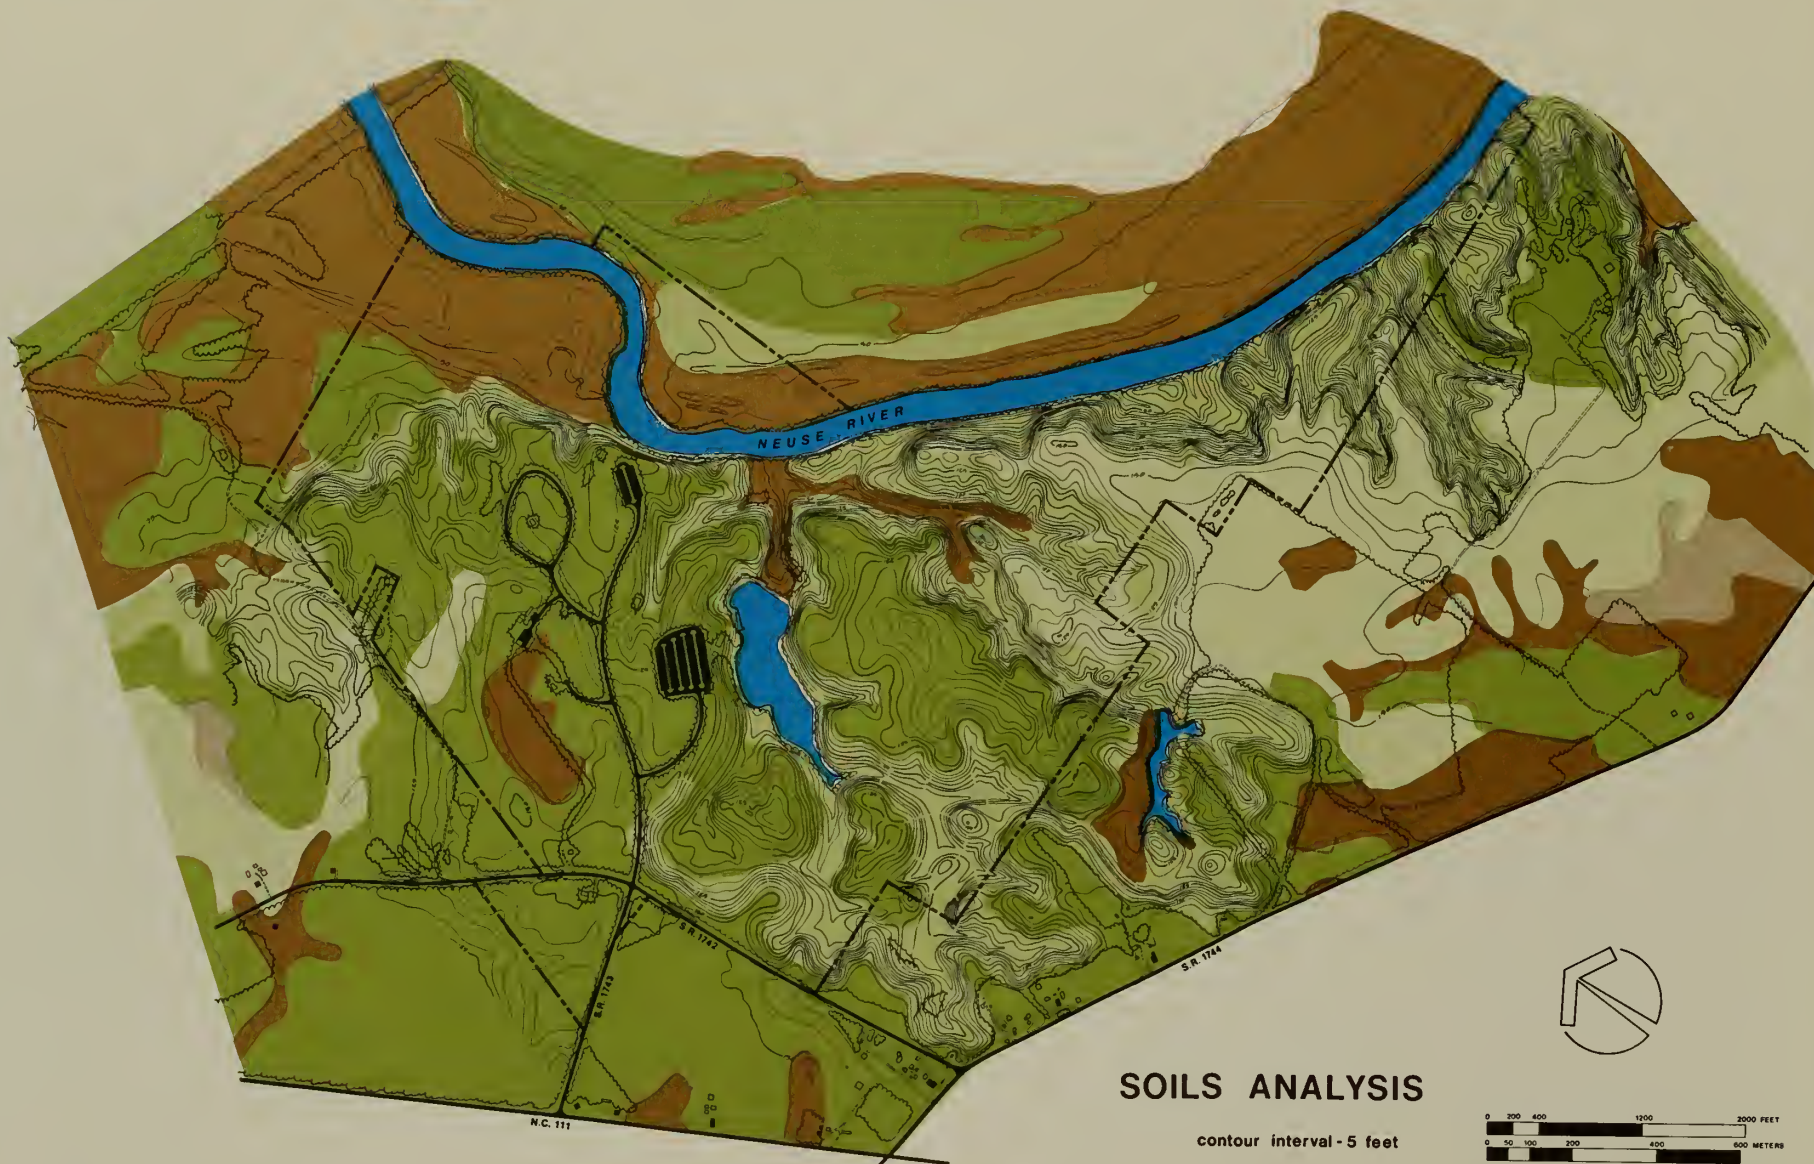 NEUSE RIVER
S.R. 1742
S.R. 1743
S.R. 1744
N.C. 111
SOILS ANALYSIS
contour interval - 5 feet
0 200 400 1200 2000 FEET
0 50 100 200 400 600 METERS